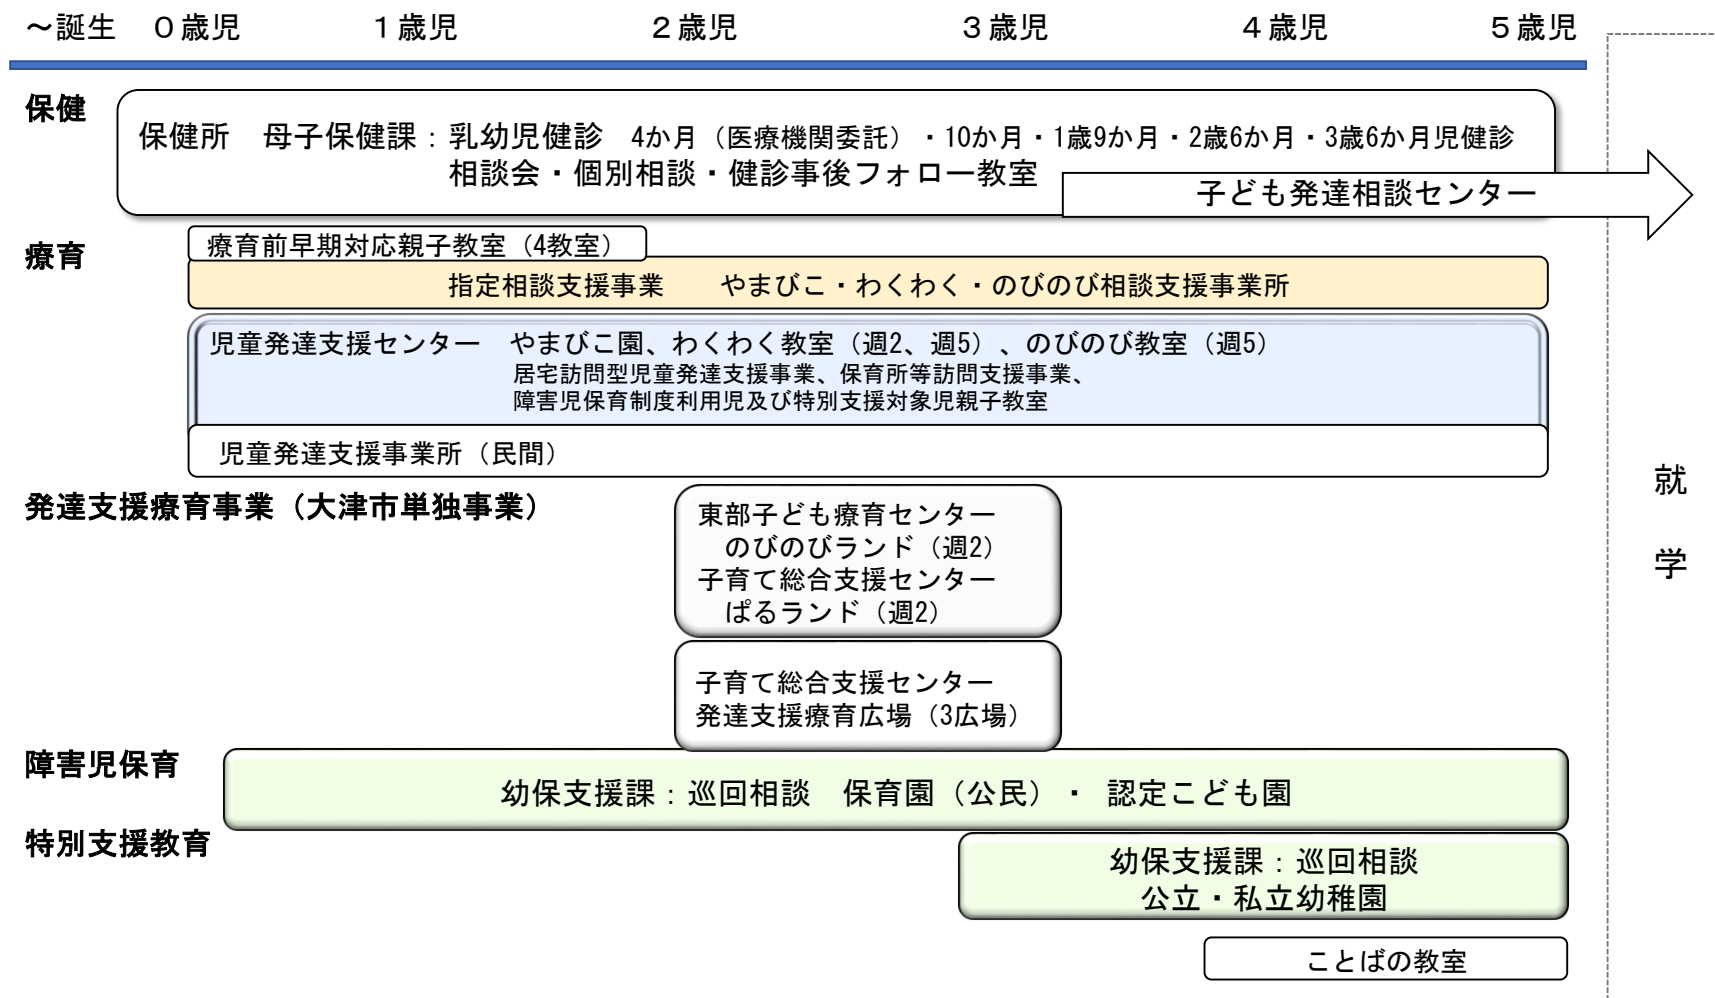 ～誕生　０歳児　１歳児　２歳児　３歳児　４歳児　５歳児
保健
保健所　母子保健課：乳幼児健診　4か月（医療機関委託）・10か月・1歳9か月・2歳6か月・3歳6か月児健診
相談会・個別相談・健診事後フォロー教室
子ども発達相談センター
療育
療育前早期対応親子教室（4教室）
指定相談支援事業　やまびこ・わくわく・のびのび相談支援事業所
児童発達支援センター　やまびこ園、わくわく教室（週2、週5）、のびのび教室（週5）
居宅訪問型児童発達支援事業、保育所等訪問支援事業、
障害児保育制度利用児及び特別支援対象児親子教室
児童発達支援事業所（民間）
発達支援療育事業（大津市単独事業）
東部子ども療育センター
のびのびランド（週2）
子育て総合支援センター
ぱるランド（週2）
子育て総合支援センター
発達支援療育広場（3広場）
障害児保育
幼保支援課：巡回相談　保育園（公民）・ 認定こども園
特別支援教育
幼保支援課：巡回相談
公立・私立幼稚園
ことばの教室
就
学